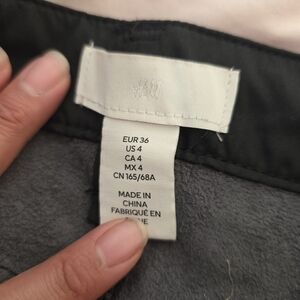 H&M
EUR 36
US 4
CA 4
MX 4
CN 165/68A
MADE IN
CHINA
FABRIQUÉ EN